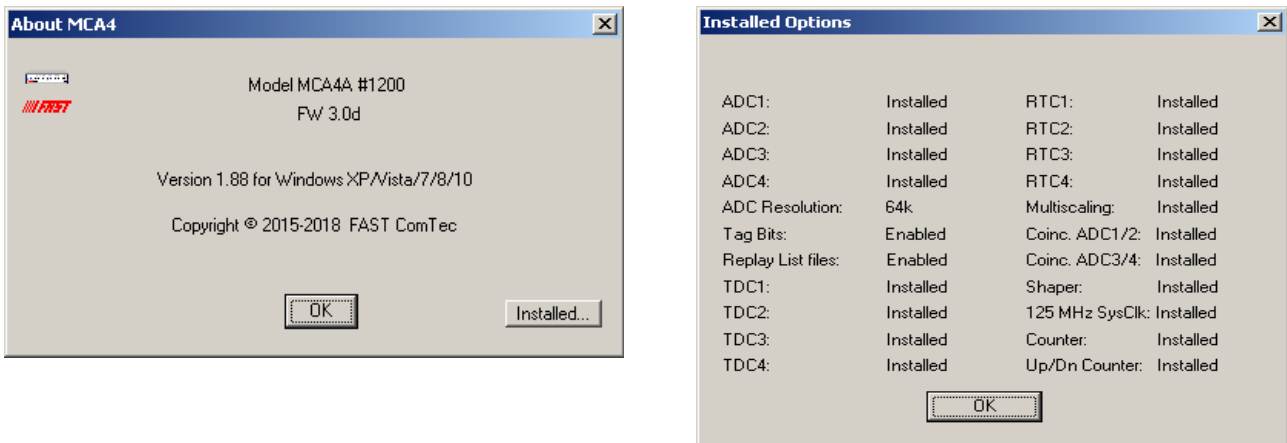 About MCA4
Model MCA4A #1200
FAST
FW 3.0d
Version 1.88 for Windows XP/Vista/7/8/10
Copyright © 2015-2018 FAST ComTec
OK
Installed...
Installed Options
ADC1: Installed RTC1: Installed
ADC2: Installed RTC2: Installed
ADC3: Installed RTC3: Installed
ADC4: Installed RTC4: Installed
ADC Resolution: 64k Multiscaling: Installed
Tag Bits: Enabled Coinc. ADC1/2: Installed
Replay List files: Enabled Coinc. ADC3/4: Installed
TDC1: Installed Shaper: Installed
TDC2: Installed 125 MHz SysClk: Installed
TDC3: Installed Counter: Installed
TDC4: Installed Up/Dn Counter: Installed
OK